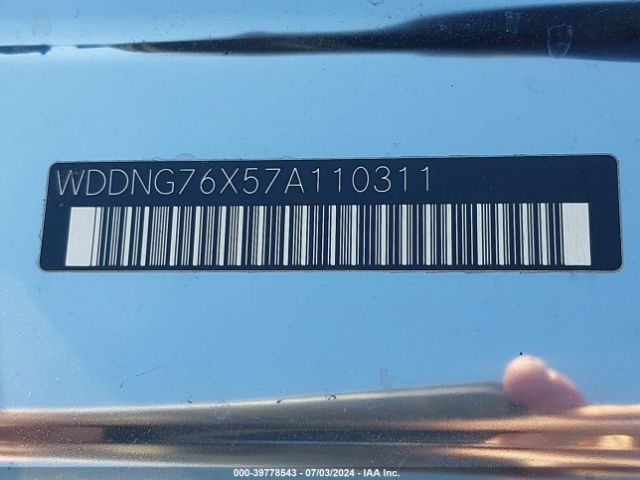 WDDNG76X57A110311
000-39778543 - 07/03/2024 - IAA Inc.